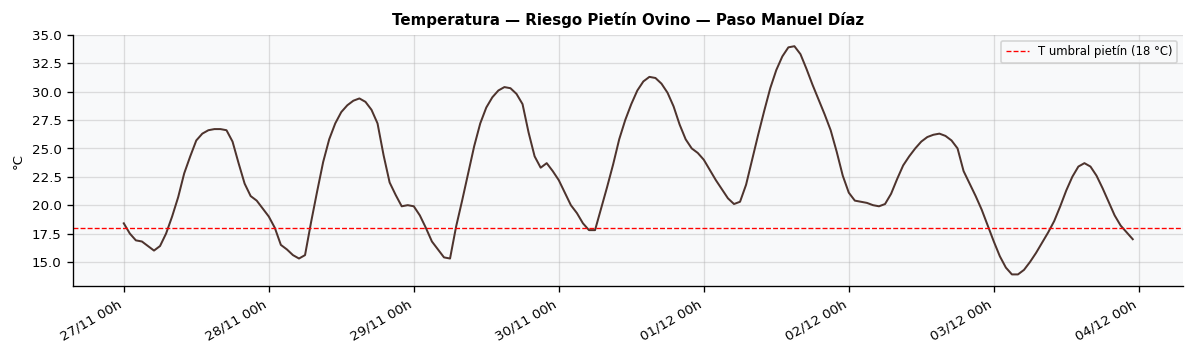 Temperatura — Riesgo Pietín Ovino — Paso Manuel Díaz
35.0
32.5
30.0
27.5
25.0
22.5
20.0
17.5
15.0
°C
T umbral pietín (18 °C)
27/11 00h
28/11 00h
29/11 00h
30/11 00h
01/12 00h
02/12 00h
03/12 00h
04/12 00h